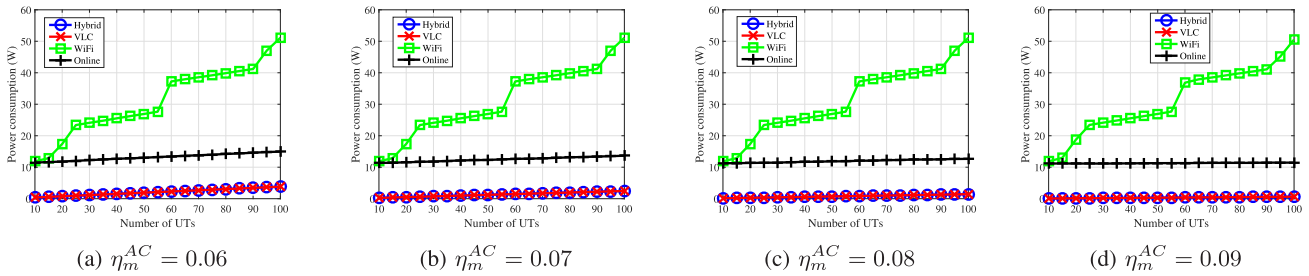 60
50
40
30
20
10
0
Power consumption (W)
Hybrid
VLC
WiFi
Online
10 20 30 40 50 60 70 80 90 100
Number of UTs
(a) η_m^{AC} = 0.06
60
50
40
30
20
10
0
Power consumption (W)
Hybrid
VLC
WiFi
Online
10 20 30 40 50 60 70 80 90 100
Number of UTs
(b) η_m^{AC} = 0.07
60
50
40
30
20
10
0
Power consumption (W)
Hybrid
VLC
WiFi
Online
10 20 30 40 50 60 70 80 90 100
Number of UTs
(c) η_m^{AC} = 0.08
60
50
40
30
20
10
0
Power consumption (W)
Hybrid
VLC
WiFi
Online
10 20 30 40 50 60 70 80 90 100
Number of UTs
(d) η_m^{AC} = 0.09